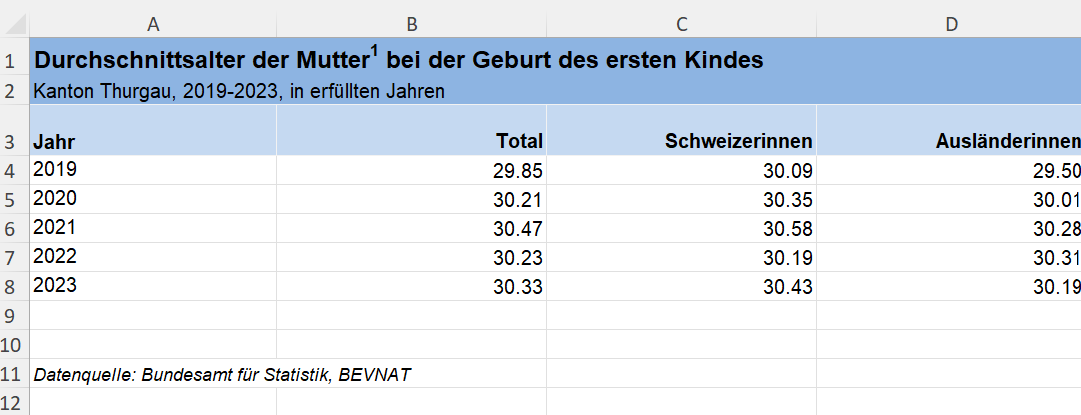 A B C D
1 Durchschnittsalter der Mutter¹ bei der Geburt des ersten Kindes
2 Kanton Thurgau, 2019-2023, in erfüllten Jahren
3 Jahr Total Schweizerinnen Ausländerinnen
4 2019 29.85 30.09 29.50
5 2020 30.21 30.35 30.01
6 2021 30.47 30.58 30.28
7 2022 30.23 30.19 30.31
8 2023 30.33 30.43 30.19
9
10
11 Datenquelle: Bundesamt für Statistik, BEVNAT
12